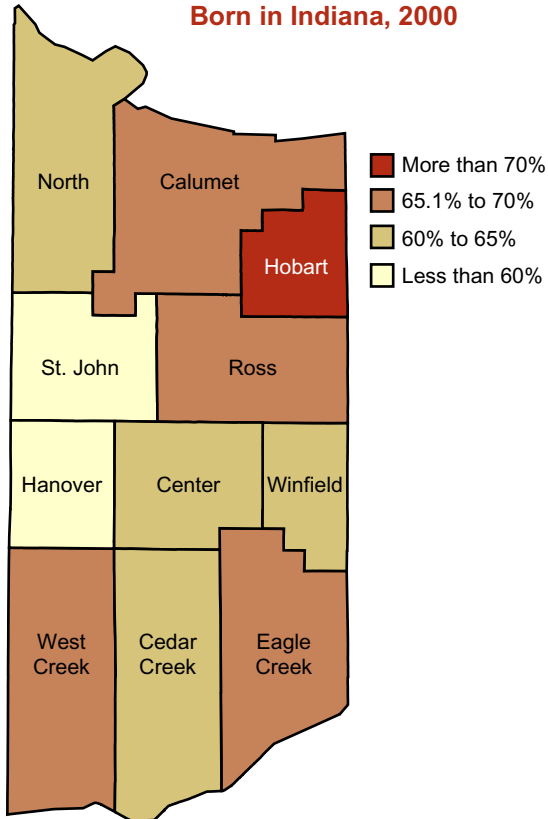 Born in Indiana, 2000
More than 70%
65.1% to 70%
60% to 65%
Less than 60%
North
Calumet
Hobart
St. John
Ross
Hanover
Center
Winfield
West
Creek
Cedar
Creek
Eagle
Creek